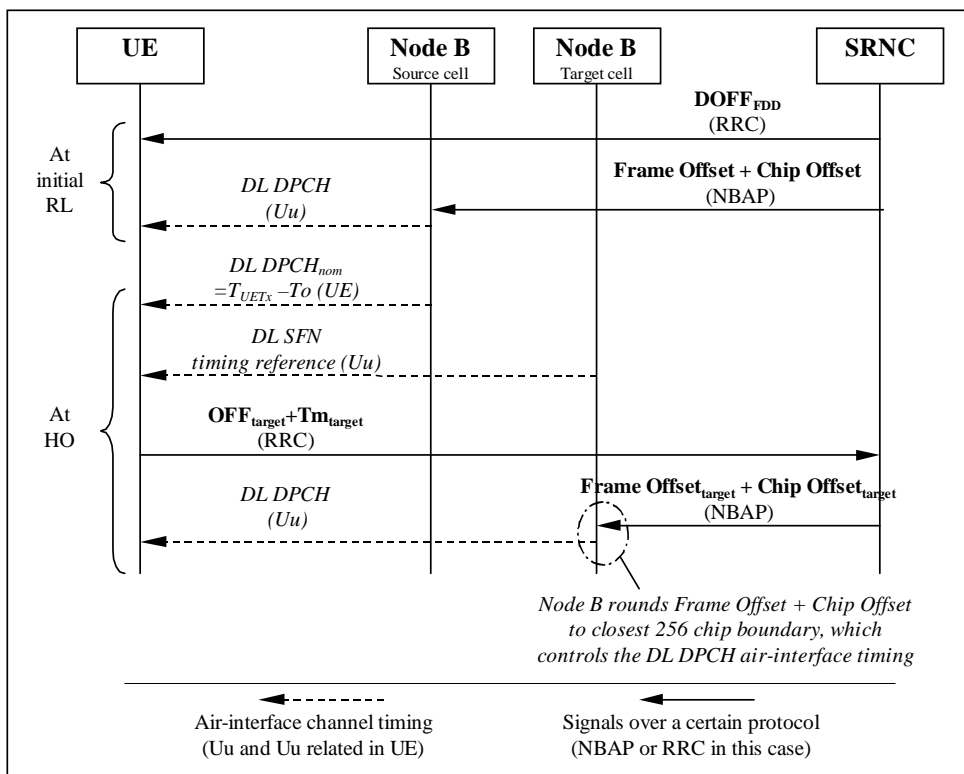 UE
Node B
Source cell
Node B
Target cell
SRNC
DOFF_FDD
(RRC)
At
initial
RL
Frame Offset + Chip Offset
(NBAP)
DL DPCH
(Uu)
DL DPCH_nom
=T_UETx –To (UE)
DL SFN
timing reference (Uu)
At
HO
OFF_target+Tm_target
(RRC)
Frame Offset_target + Chip Offset_target
(NBAP)
DL DPCH
(Uu)
Node B rounds Frame Offset + Chip Offset
to closest 256 chip boundary, which
controls the DL DPCH air-interface timing
Air-interface channel timing
(Uu and Uu related in UE)
Signals over a certain protocol
(NBAP or RRC in this case)